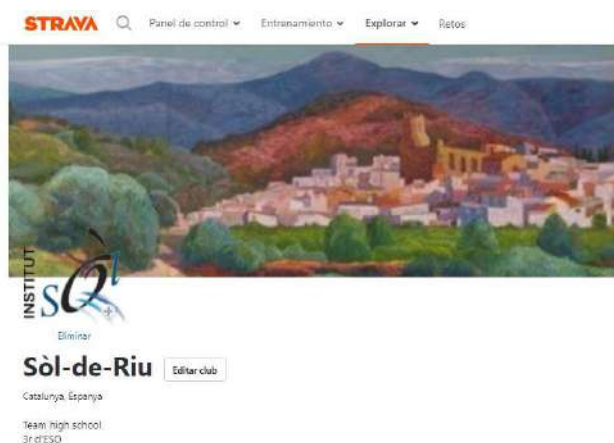 STRAVA Panel de control Entrenamiento Explorar Retos
INSTITUT
SÒl
Eliminar
Sòl-de-Riu Editar club
Catalunya, Espanya
Team high school
3r d'ESO